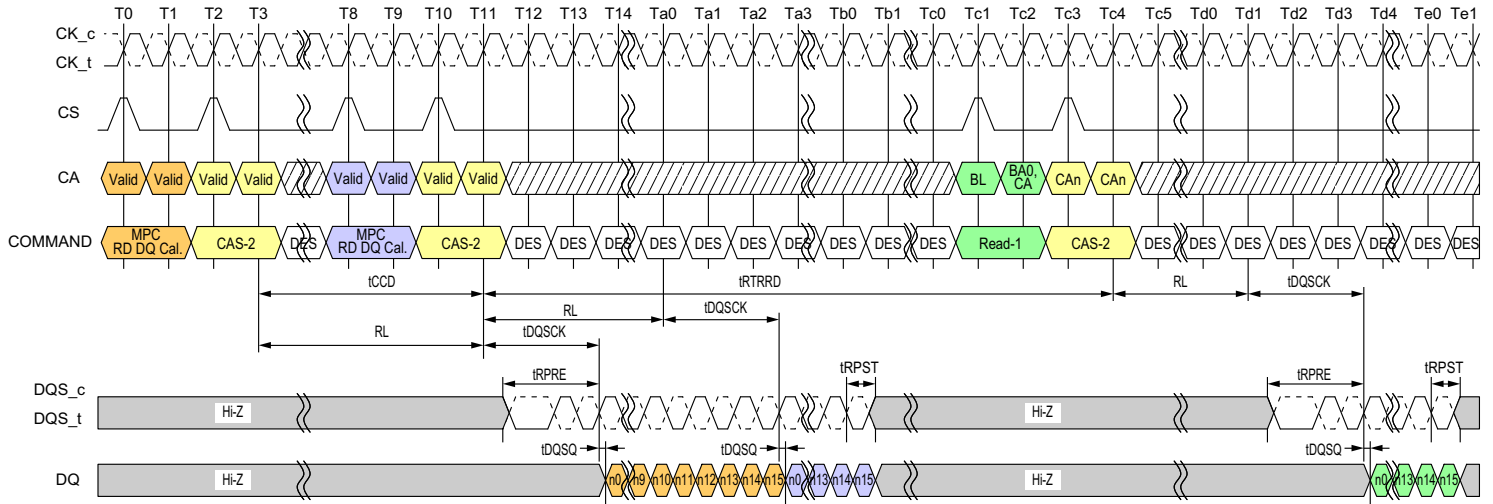 T0 T1 T2 T3 T8 T9 T10 T11 T12 T13 T14 Ta0 Ta1 Ta2 Ta3 Tb0 Tb1 Tc0 Tc1 Tc2 Tc3 Tc4 Tc5 Td0 Td1 Td2 Td3 Td4 Te0 Te1
CK_c
CK_t
CS
CA Valid Valid Valid Valid Valid Valid Valid Valid BL BA0, CA CAn CAn
COMMAND MPC RD DQ Cal. CAS-2 DES MPC RD DQ Cal. CAS-2 DES DES DES DES DES DES DES DES DES DES Read-1 CAS-2 DES DES DES DES DES DES DES DES
tCCD tRTRRD RL tDQSCK
RL tDQSCK
RL tDQSCK
tRPRE tRPST tRPRE tRPST
DQS_c
DQS_t
Hi-Z Hi-Z
tDQSQ tDQSQ tDQSQ
DQ Hi-Z n0 n9 n10 n11 n12 n13 n14 n15 n0 n13 n14 n15 Hi-Z n0 n13 n14 n15